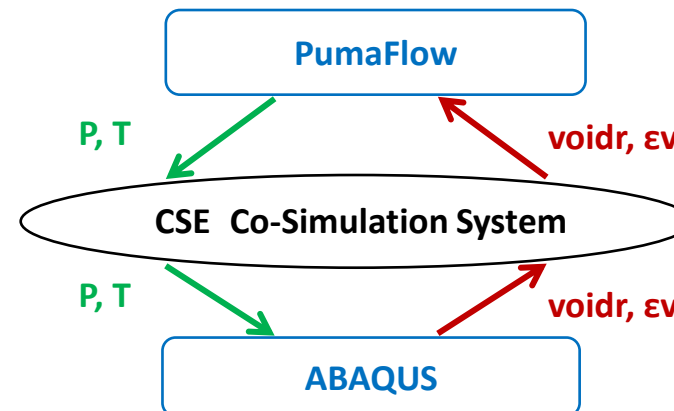 PumaFlow
P, T
voidr, εv
CSE Co-Simulation System
P, T
voidr, εv
ABAQUS